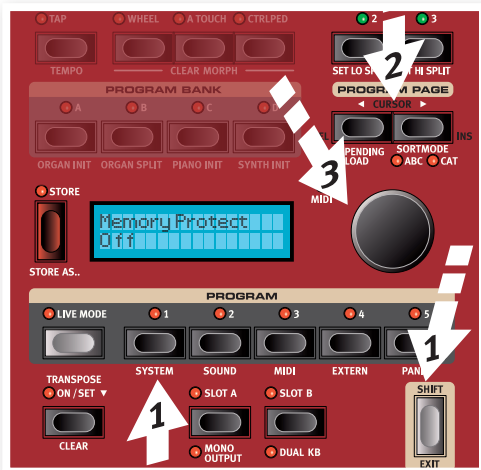 TAP WHEEL A TOUCH CTRLPED 2 3
TEMPO CLEAR MORPH SET LO SP T HI SPLIT
2
PROGRAM BANK PROGRAM PAGE
A B C D ◄ CURSOR ►
EL INS
ORGAN INIT ORGAN SPLIT PIANO INIT SYNTH INIT PENDING LOAD SORTMODE
ABC CAT
3
MIDI
STORE
Memory Protect
Off
STORE AS..
PROGRAM
LIVE MODE 1 2 3 4 5
SYSTEM SOUND MIDI EXTERN PAN
1
TRANSPOSE
ON / SET ▼ SLOT A SLOT B SHIFT
1
CLEAR MONO OUTPUT DUAL KB EXIT